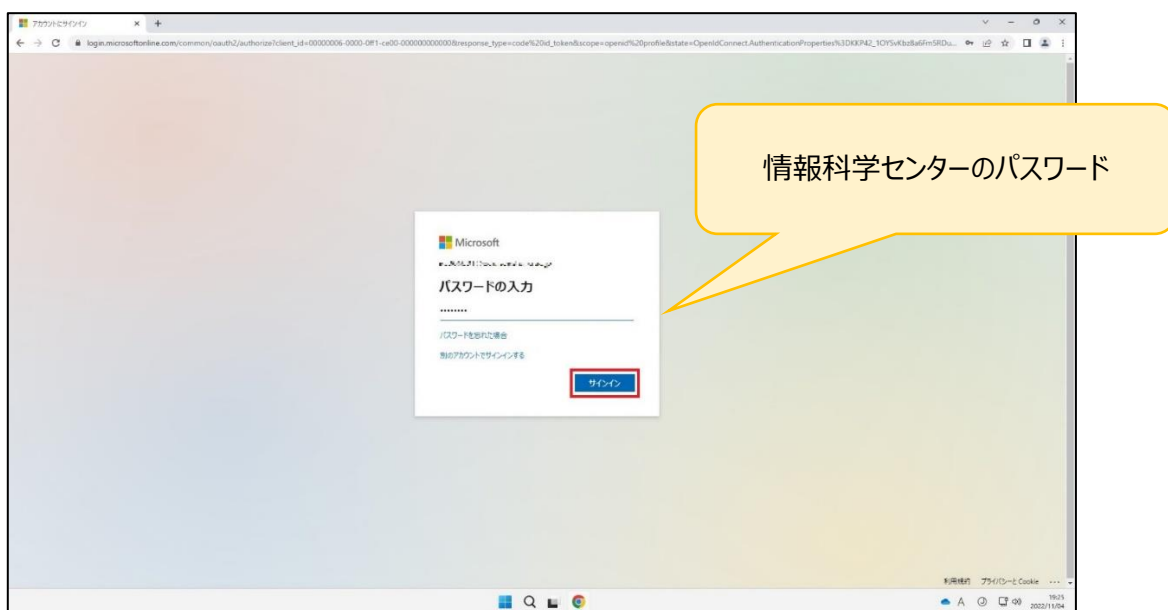 アカウントにサインイン
login.microsoftonline.com/common/oauth2/authorize?client_id=00000006-0000-0ff1-ce00-000000000000&response_type=code%20id_token&scope=openid%20profile&state=OpenIdConnect.AuthenticationProperties%3D
情報科学センターのパスワード
Microsoft
パスワードの入力
パスワードを忘れた場合
別のアカウントでサインインする
サインイン
利用規約 プライバシーと Cookie ...
A
19:25
2022/11/04